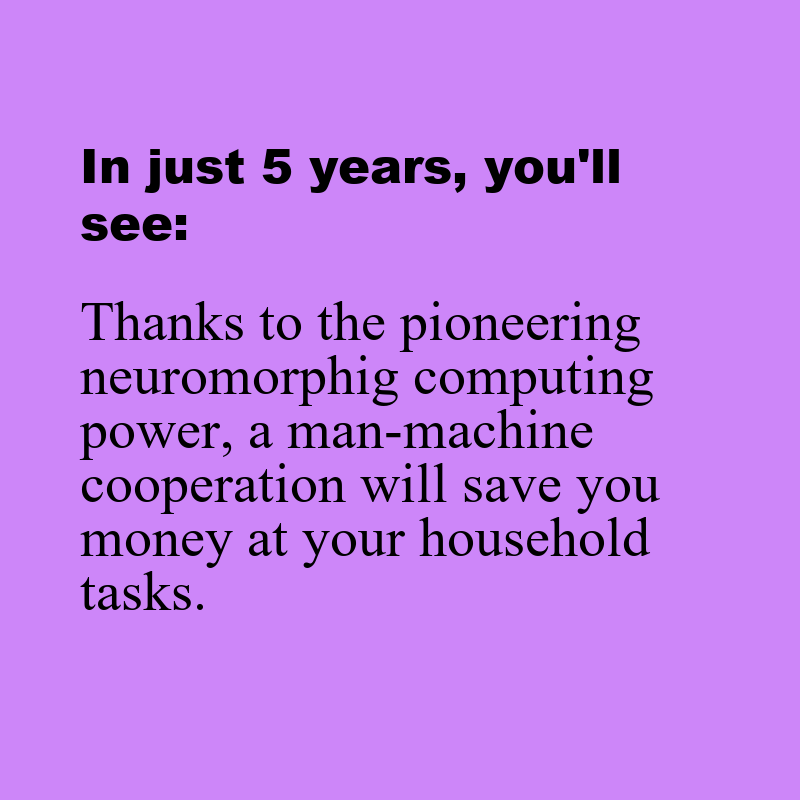 In just 5 years, you'll
see:
Thanks to the pioneering
neuromorphig computing
power, a man-machine
cooperation will save you
money at your household
tasks.